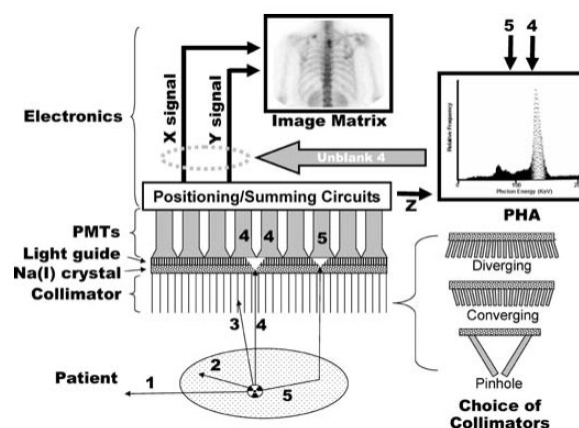 5 4
Electronics
X signal
Y signal
Image Matrix
Unblank 4
Relative Frequency
100
200
Photon Energy (KeV)
Positioning/Summing Circuits
Z
PHA
PMTs
4 4 5
Light guide
Na(I) crystal
Collimator
Diverging
Converging
3 4
Patient
1
2
5
Pinhole
Choice of
Collimators